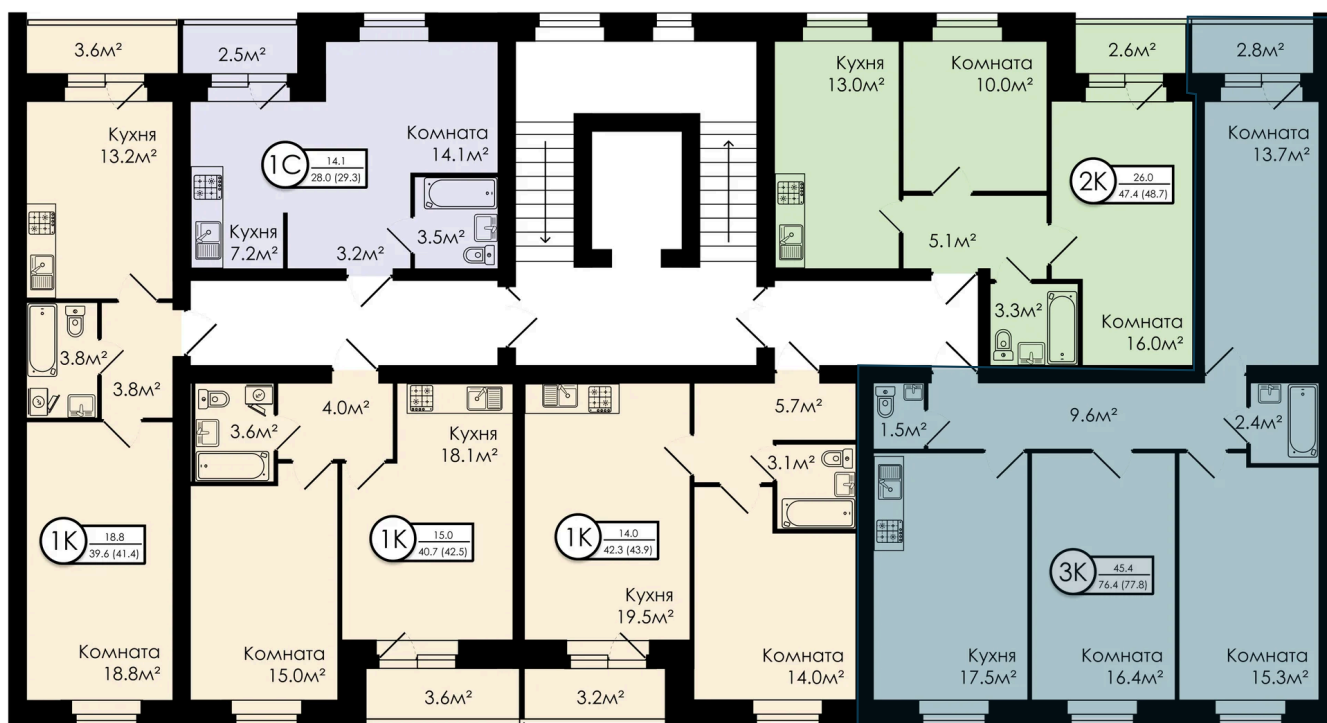 3.6м²
Кухня
13.2м²
3.8м²
3.8м²
1К
18.8
39.6 (41.4)
Комната
18.8м²
2.5м²
1С
14.1
28.0 (29.3)
Комната
14.1м²
Кухня
7.2м²
3.2м²
3.5м²
3.6м²
4.0м²
Кухня
18.1м²
1К
15.0
40.7 (42.5)
Комната
15.0м²
3.6м²
5.7м²
3.1м²
1К
14.0
42.3 (43.9)
Кухня
19.5м²
Комната
14.0м²
3.2м²
Кухня
13.0м²
Комната
10.0м²
2.6м²
2К
26.0
47.4 (48.7)
5.1м²
3.3м²
Комната
16.0м²
2.8м²
Комната
13.7м²
1.5м²
9.6м²
2.4м²
3К
45.4
76.4 (77.8)
Кухня
17.5м²
Комната
16.4м²
Комната
15.3м²